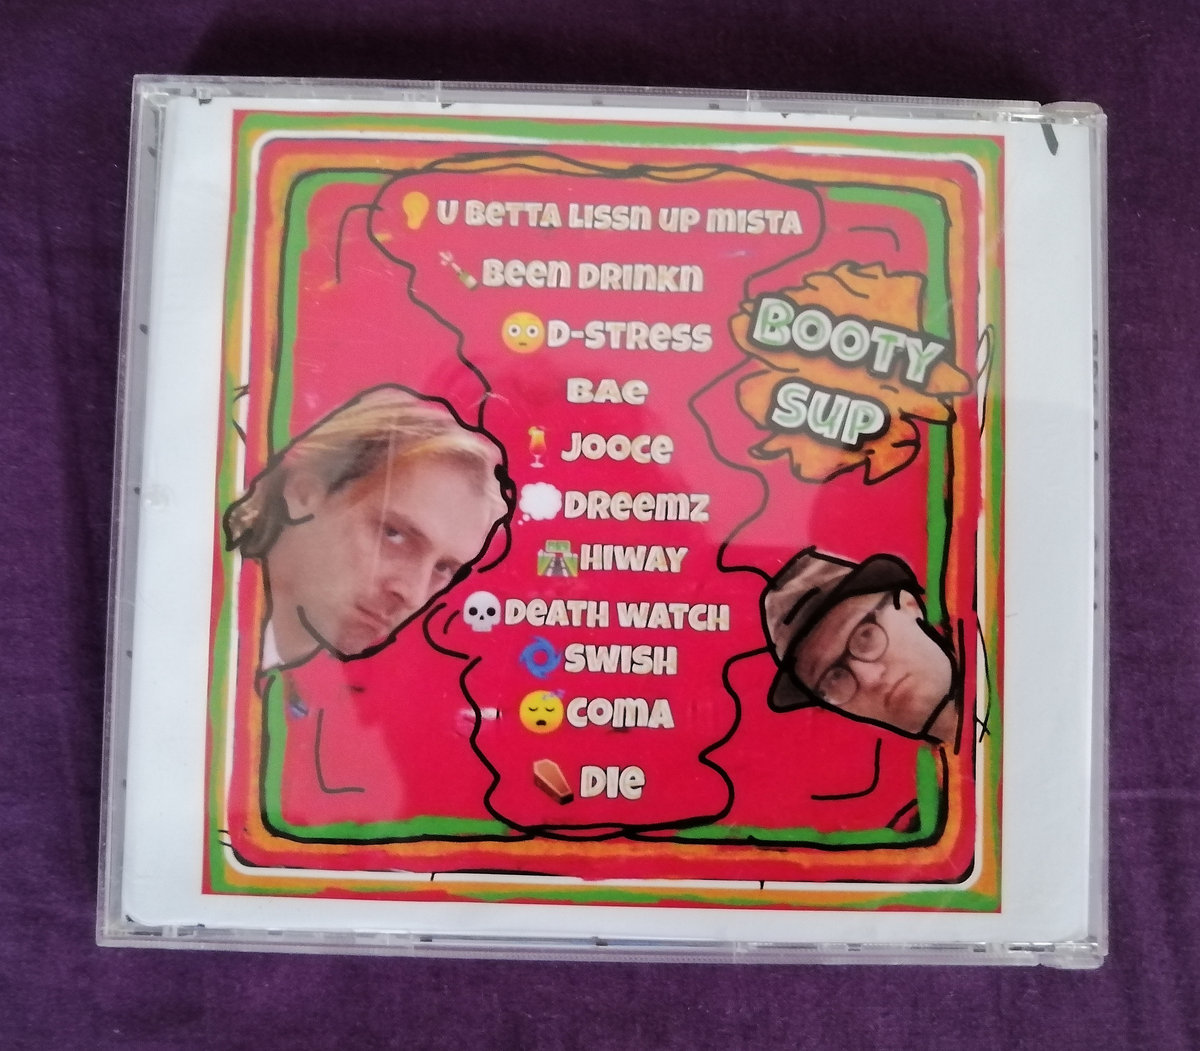 U BETTA LISSN UP MISTA
BEEN DRINKN
D-STRESS
BAE
JOOCE
DREEMZ
HIWAY
DEATH WATCH
SWISH
COMA
DIE
BOOTY
SUP